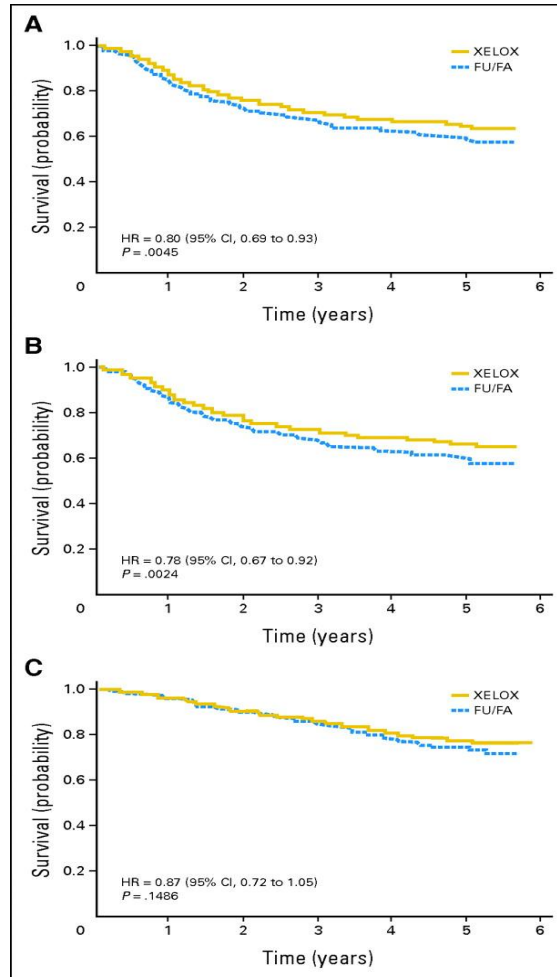 A
1.0
0.8
0.6
0.4
0.2
0
Survival (probability)
XELOX
FU/FA
HR = 0.80 (95% CI, 0.69 to 0.93)
P = .0045
1 2 3 4 5 6
Time (years)
B
1.0
0.8
0.6
0.4
0.2
0
Survival (probability)
XELOX
FU/FA
HR = 0.78 (95% CI, 0.67 to 0.92)
P = .0024
1 2 3 4 5 6
Time (years)
C
1.0
0.8
0.6
0.4
0.2
0
Survival (probability)
XELOX
FU/FA
HR = 0.87 (95% CI, 0.72 to 1.05)
P = .1486
1 2 3 4 5 6
Time (years)